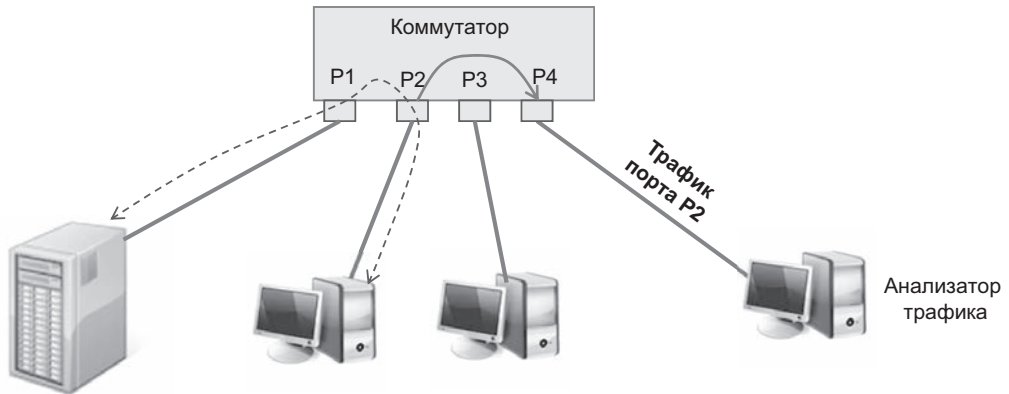 Коммутатор
P1
P2
P3
P4
Трафик
порта P2
Анализатор
трафика